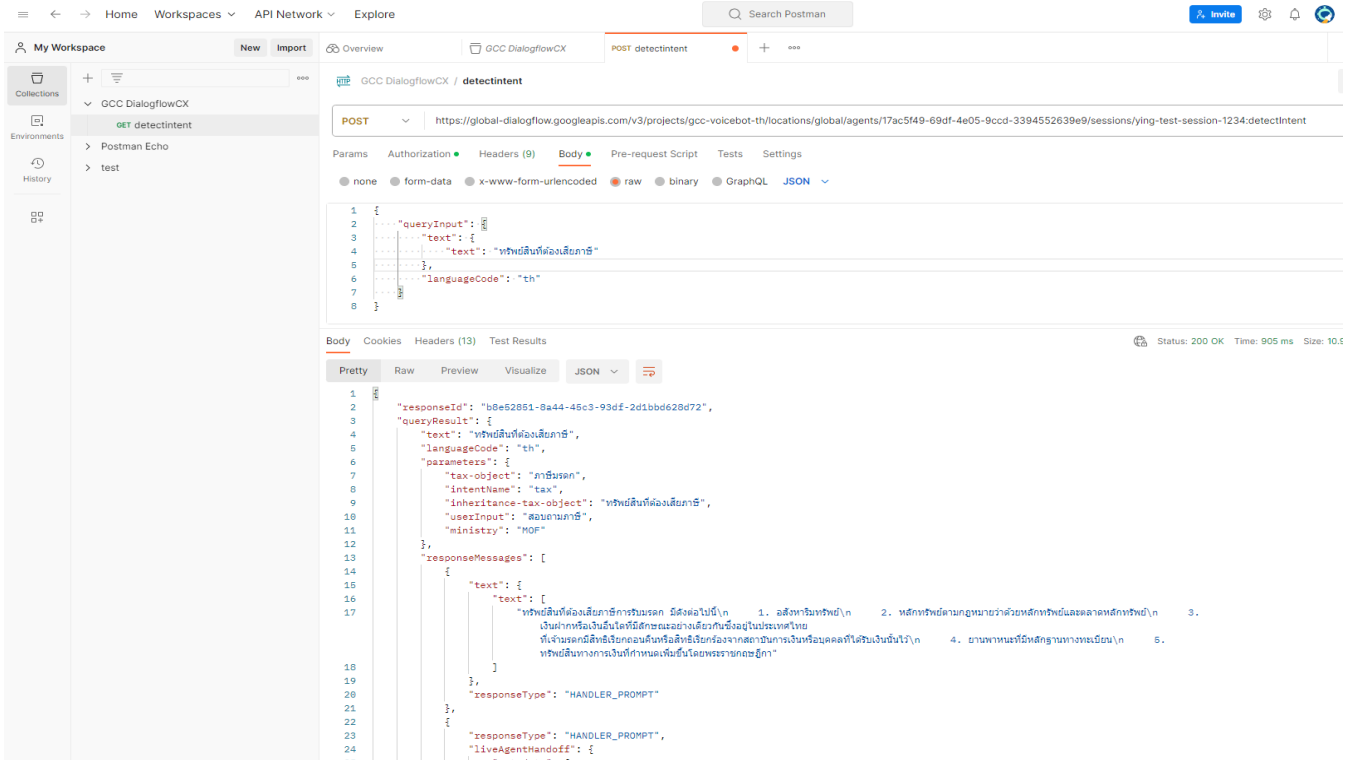 Home Workspaces API Network Explore Search Postman Invite
My Workspace New Import Overview GCC DialogflowCX POST detectintent
Collections
Environments
History
GCC DialogflowCX
GET detectintent
Postman Echo
test
HTTP GCC DialogflowCX / detectintent
POST https://global-dialogflow.googleapis.com/v3/projects/gcc-voicebot-th/locations/global/agents/17ac5f49-69df-4e05-9ccd-3394552639e9/sessions/ying-test-session-1234:detectIntent
Params Authorization Headers (9) Body Pre-request Script Tests Settings
none form-data x-www-form-urlencoded raw binary GraphQL JSON
1 {
2 "queryInput": {
3 "text": {
4 "text": "ทรัพย์สินที่ต้องเสียภาษี"
5 },
6 "languageCode": "th"
7 }
8 }
Body Cookies Headers (13) Test Results Status: 200 OK Time: 905 ms Size: 10.9
Pretty Raw Preview Visualize JSON
1 {
2 "responseId": "b8e52851-8a44-45c3-93df-2d1bbd628d72",
3 "queryResult": {
4 "text": "ทรัพย์สินที่ต้องเสียภาษี",
5 "languageCode": "th",
6 "parameters": {
7 "tax-object": "ภาษีมรดก",
8 "intentName": "tax",
9 "inheritance-tax-object": "ทรัพย์สินที่ต้องเสียภาษี",
10 "userInput": "สอบถามภาษี",
11 "ministry": "MOF"
12 },
13 "responseMessages": [
14 {
15 "text": {
16 "text": [
17 "ทรัพย์สินที่ต้องเสียภาษีการรับมรดก มีดังต่อไปนี้\n 1. อสังหาริมทรัพย์\n 2. หลักทรัพย์ตามกฎหมายว่าด้วยหลักทรัพย์และตลาดหลักทรัพย์\n 3.
เงินฝากหรือเงินอื่นใดที่มีลักษณะอย่างเดียวกันซึ่งอยู่ในประเทศไทย
ที่เจ้ามรดกมีสิทธิเรียกถอนคืนหรือสิทธิเรียกร้องจากสถาบันการเงินหรือบุคคลที่ได้รับเงินนั้นไว้\n 4. ยานพาหนะที่มีหลักฐานทางทะเบียน\n 5.
ทรัพย์สินทางการเงินที่กำหนดเพิ่มขึ้นโดยพระราชกฤษฎีกา"
18 ]
19 },
20 "responseType": "HANDLER_PROMPT"
21 },
22 {
23 "responseType": "HANDLER_PROMPT",
24 "liveAgentHandoff": {